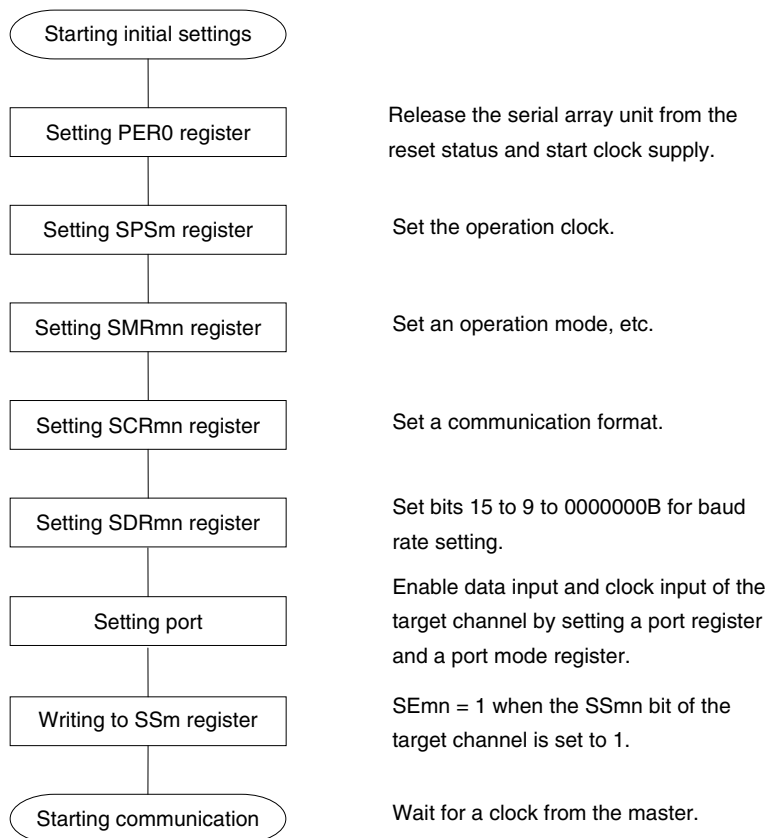 Starting initial settings
Setting PER0 register
Release the serial array unit from the
reset status and start clock supply.
Setting SPSm register
Set the operation clock.
Setting SMRmn register
Set an operation mode, etc.
Setting SCRmn register
Set a communication format.
Setting SDRmn register
Set bits 15 to 9 to 0000000B for baud
rate setting.
Setting port
Enable data input and clock input of the
target channel by setting a port register
and a port mode register.
Writing to SSm register
SEmn = 1 when the SSmn bit of the
target channel is set to 1.
Starting communication
Wait for a clock from the master.